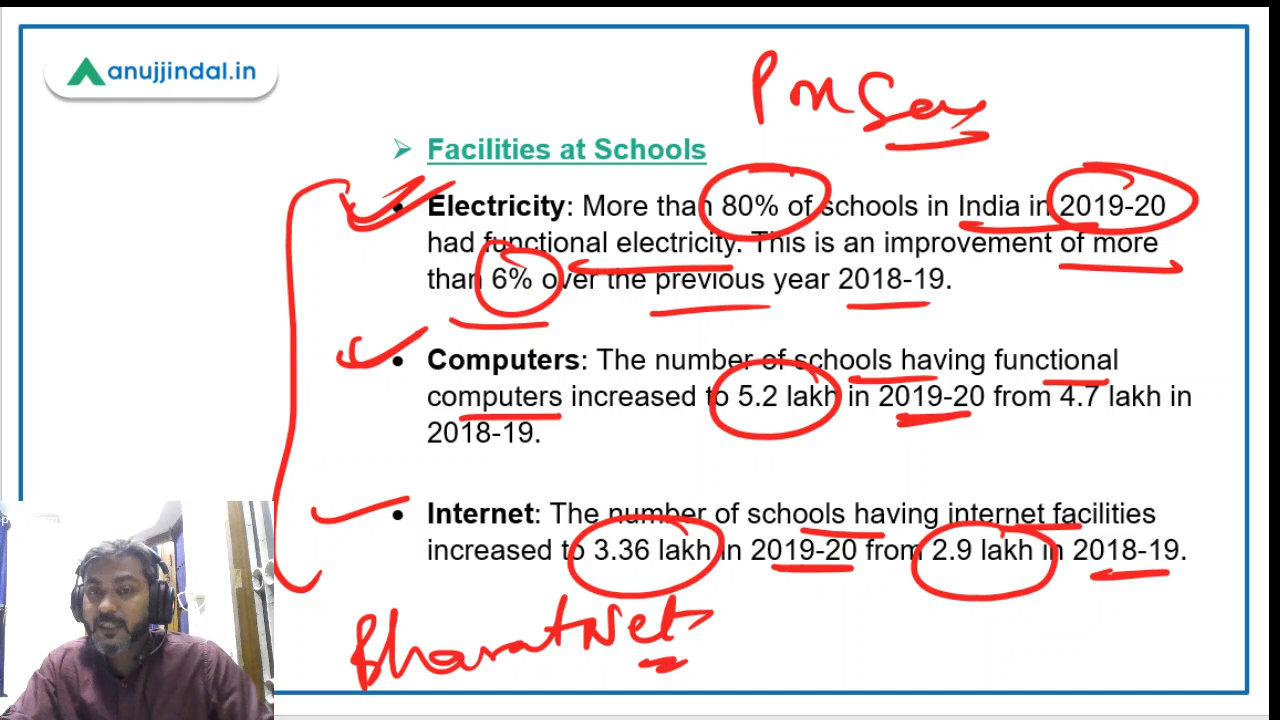 anujjindal.in
PM
Facilities at Schools
Electricity: More than 80% of schools in India in 2019-20
had functional electricity. This is an improvement of more
than 6% over the previous year 2018-19.
Computers: The number of schools having functional
computers increased to 5.2 lakh in 2019-20 from 4.7 lakh in
2018-19.
Internet: The number of schools having internet facilities
increased to 3.36 lakh in 2019-20 from 2.9 lakh in 2018-19.
BharatNet